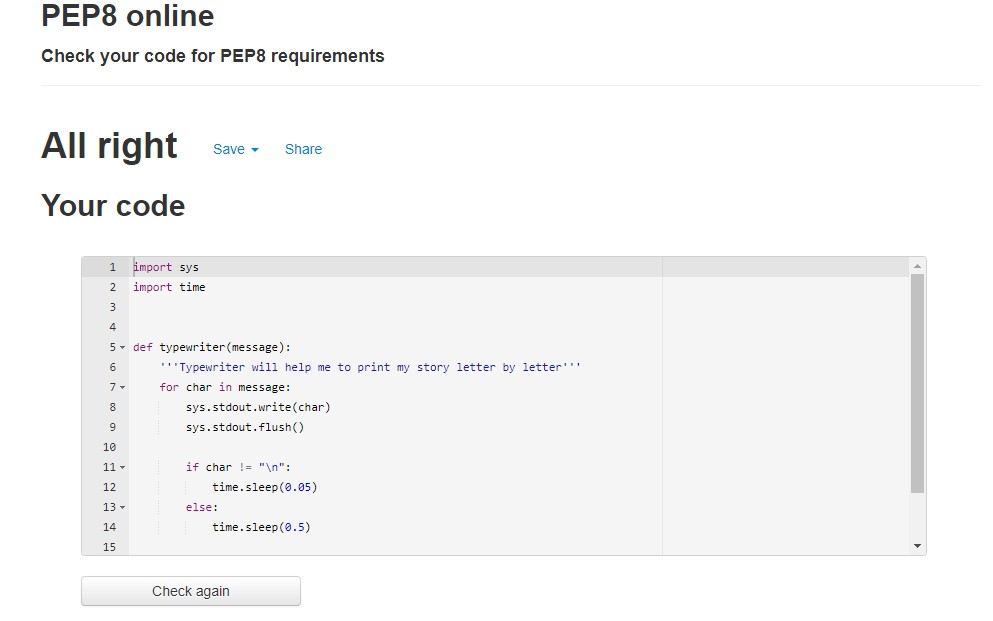 PEP8 online
Check your code for PEP8 requirements
All right Save Share
Your code
1 import sys
2 import time
3
4
5 def typewriter(message):
6     '''Typewriter will help me to print my story letter by letter'''
7     for char in message:
8         sys.stdout.write(char)
9         sys.stdout.flush()
10
11         if char != "\n":
12             time.sleep(0.05)
13         else:
14             time.sleep(0.5)
15
Check again